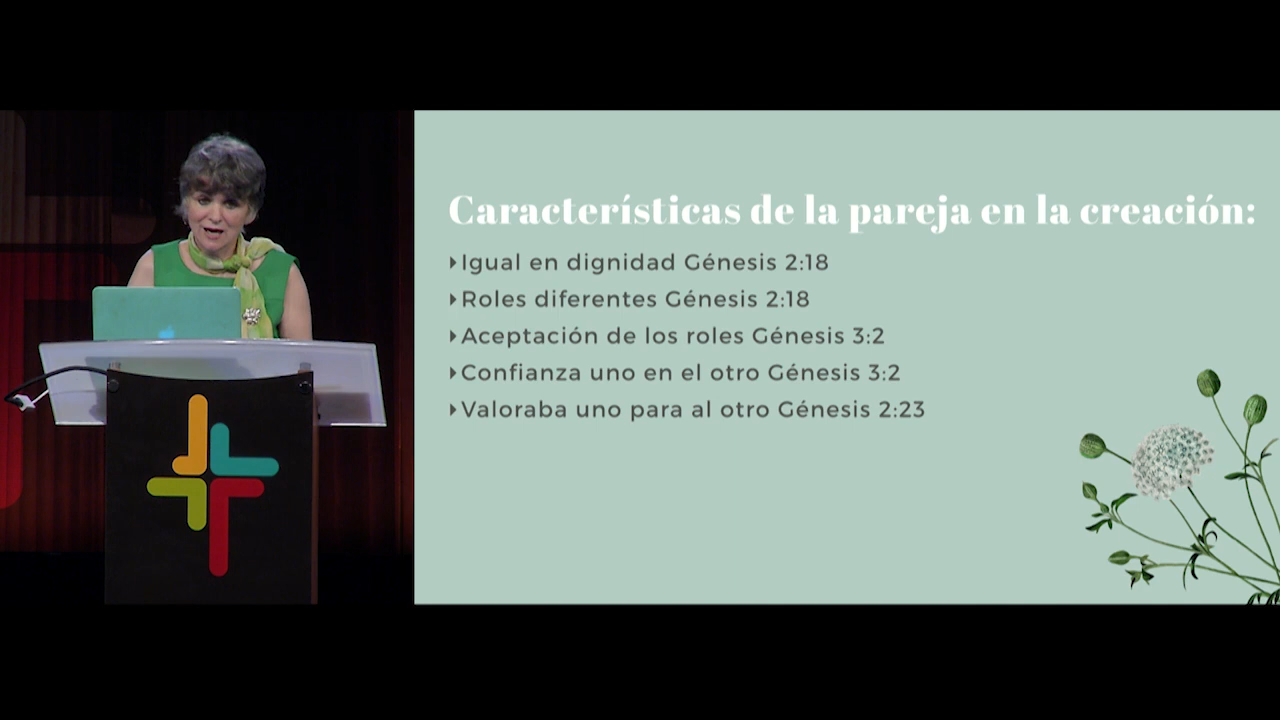 Características de la pareja en la creación:
Igual en dignidad Génesis 2:18
Roles diferentes Génesis 2:18
Aceptación de los roles Génesis 3:2
Confianza uno en el otro Génesis 3:2
Valoraba uno para al otro Génesis 2:23